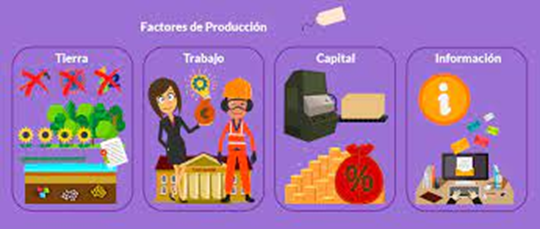 Factores de Producción
Tierra
Trabajo
Capital
Información
i
%